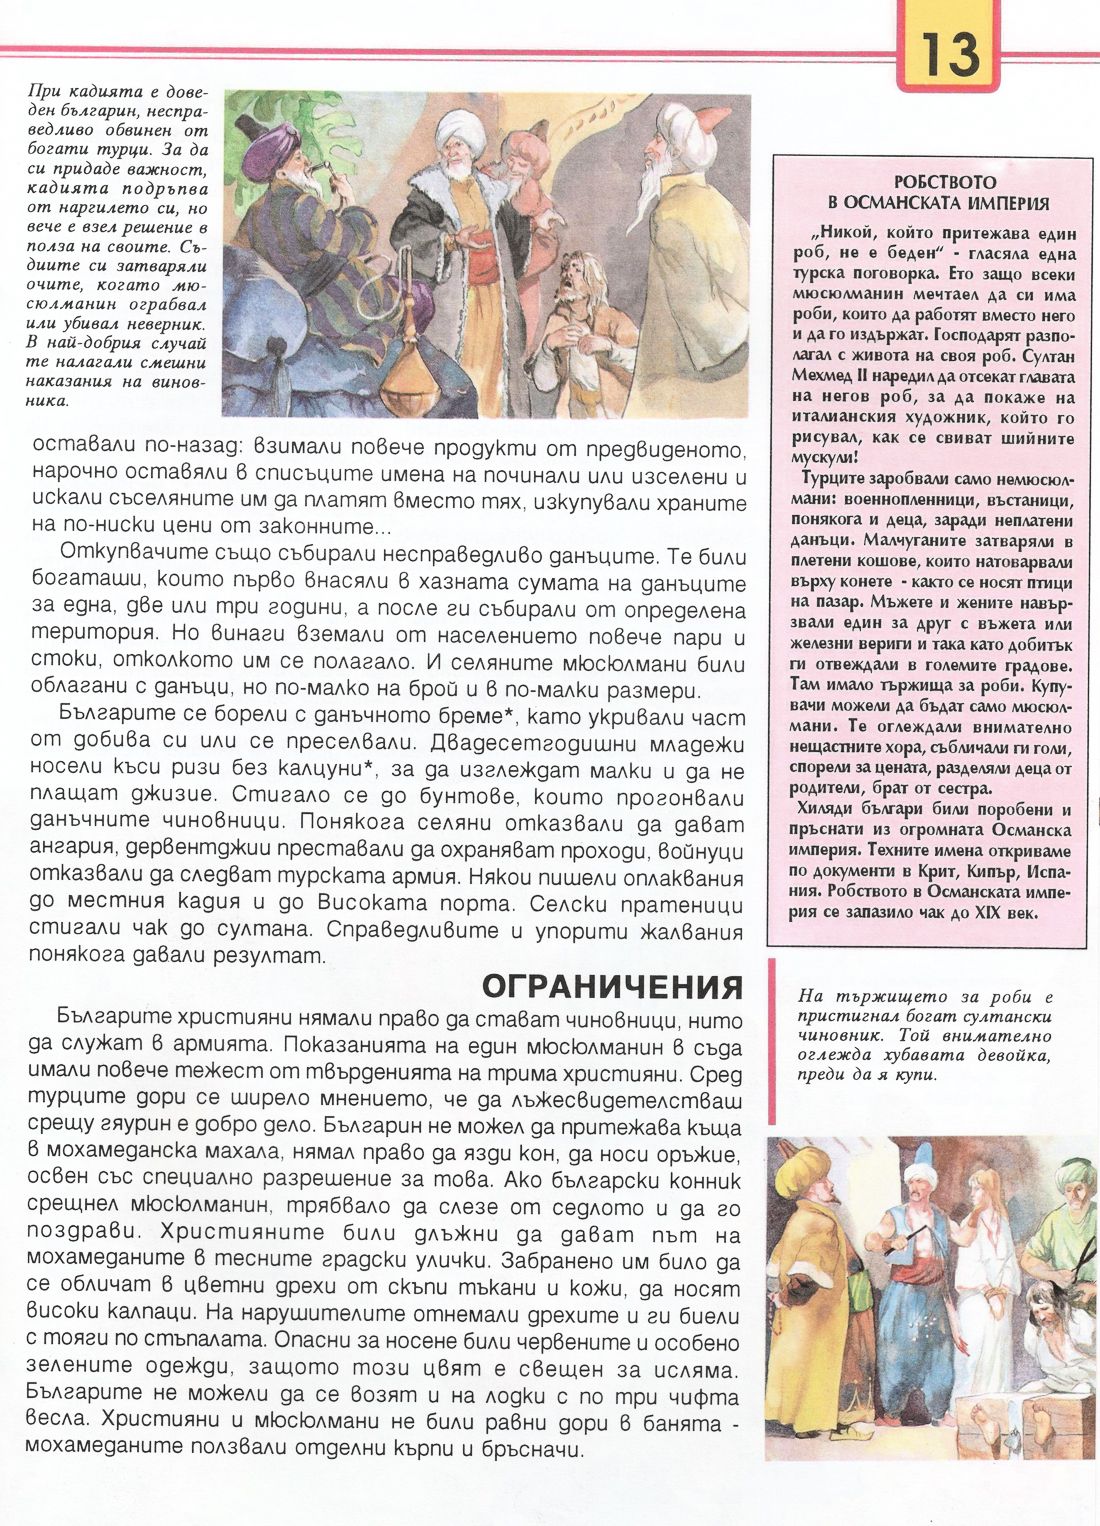 13
При кадията е дове-
ден българин, неспра-
ведливо обвинен от
богати турци. За да
си придаде важност,
кадията подръпва
от наргилето си, но
вече е взел решение в
полза на своите. Съ-
диите си затваряли
очите, когато мю-
сюлманин ограбвал
или убивал неверник.
В най-добрия случай
те налагали смешни
наказания на винов-
ника.
оставали по-назад: взимали повече продукти от предвиденото,
нарочно оставяли в списъците имена на починали или изселени и
искали съселяните им да платят вместо тях, изкупували храните
на по-ниски цени от законните...
Откупвачите също събирали несправедливо данъците. Те били
богаташи, които първо внасяли в хазната сумата на данъците
за една, две или три години, а после ги събирали от определена
територия. Но винаги вземали от населението повече пари и
стоки, отколкото им се полагало. И селяните мюсюлмани били
облагани с данъци, но по-малко на брой и в по-малки размери.
Българите се борели с данъчното бреме*, като укривали част
от добива си или се преселвали. Двадесетгодишни младежи
носели къси ризи без калцуни*, за да изглеждат малки и да не
плащат джизие. Стигало се до бунтове, които прогонвали
данъчните чиновници. Понякога селяни отказвали да дават
ангария, дервентджии преставали да охраняват проходи, войнуци
отказвали да следват турската армия. Някои пишели оплаквания
до местния кадия и до Високата порта. Селски пратеници
стигали чак до султана. Справедливите и упорити жалвания
понякога давали резултат.
ОГРАНИЧЕНИЯ
Българите християни нямали право да стават чиновници, нито
да служат в армията. Показанията на един мюсюлманин в съда
имали повече тежест от твърденията на трима християни. Сред
турците дори се ширело мнението, че да лъжесвидетелстваш
срещу гяурин е добро дело. Българин не можел да притежава къща
в мохамеданска махала, нямал право да язди кон, да носи оръжие,
освен със специално разрешение за това. Ако български конник
срещнел мюсюлманин, трябвало да слезе от седлото и да го
поздрави. Християните били длъжни да дават път на
мохамеданите в тесните градски улички. Забранено им било да
се обличат в цветни дрехи от скъпи тъкани и кожи, да носят
високи калпаци. На нарушителите отнемали дрехите и ги биели
с тояги по стъпалата. Опасни за носене били червените и особено
зелените одежди, защото този цвят е свещен за исляма.
Българите не можели да се возят и на лодки с по три чифта
весла. Християни и мюсюлмани не били равни дори в банята -
мохамеданите ползвали отделни кърпи и бръсначи.
РОБСТВОТО
В ОСМАНСКАТА ИМПЕРИЯ
„Никой, който притежава един
роб, не е беден“ - гласяла една
турска поговорка. Ето защо всеки
мюсюлманин мечтаел да си има
роби, които да работят вместо него
и да го издържат. Господарят разпо-
лагал с живота на своя роб. Султан
Мехмед II наредил да отсекат главата
на негов роб, за да покаже на
италианския художник, който го
рисувал, как се свиват шийните
мускули!
Турците заробвали само немюсюл-
мани: военнопленници, въстаници,
понякога и деца, заради неплатени
данъци. Малчуганите затваряли в
плетени кошове, които натоварвали
върху конете - както се носят птици
на пазар. Мъжете и жените навър-
звали един за друг с въжета или
железни вериги и така като добитък
ги отвеждали в големите градове.
Там имало тържища за роби. Купу-
вачи можели да бъдат само мюсюл-
мани. Те оглеждали внимателно
нещастните хора, събличали ги голи,
спорели за цената, разделяли деца от
родители, брат от сестра.
Хиляди българи били поробени и
пръснати из огромната Османска
империя. Техните имена откриваме
по документи в Крит, Кипър, Испа-
ния. Робството в Османската импе-
рия се запазило чак до XIX век.
На тържището за роби е
пристигнал богат султански
чиновник. Той внимателно
оглежда хубавата девойка,
преди да я купи.